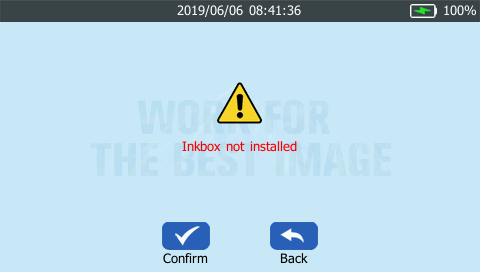 2019/06/06 08:41:36 100%
WORK FOR
THE BEST IMAGE
Inkbox not installed
Confirm Back